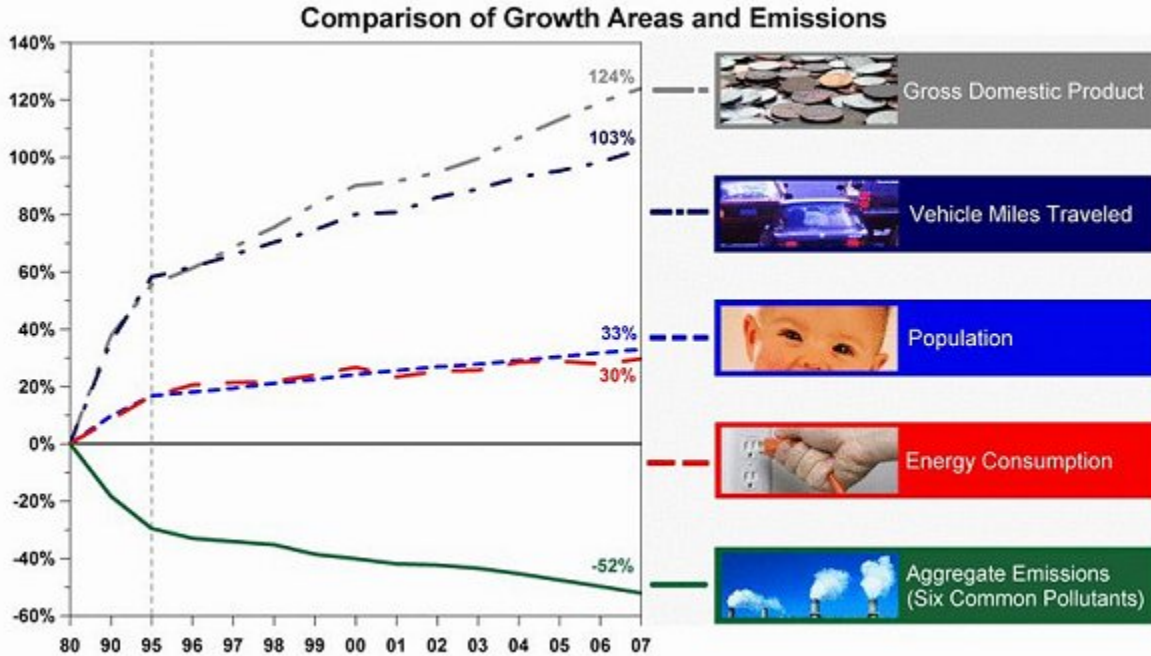 Comparison of Growth Areas and Emissions
140%
120%
100%
80%
60%
40%
20%
0%
-20%
-40%
-60%
124%
103%
33%
30%
-52%
80 90 95 96 97 98 99 00 01 02 03 04 05 06 07
Gross Domestic Product
Vehicle Miles Traveled
Population
Energy Consumption
Aggregate Emissions
(Six Common Pollutants)